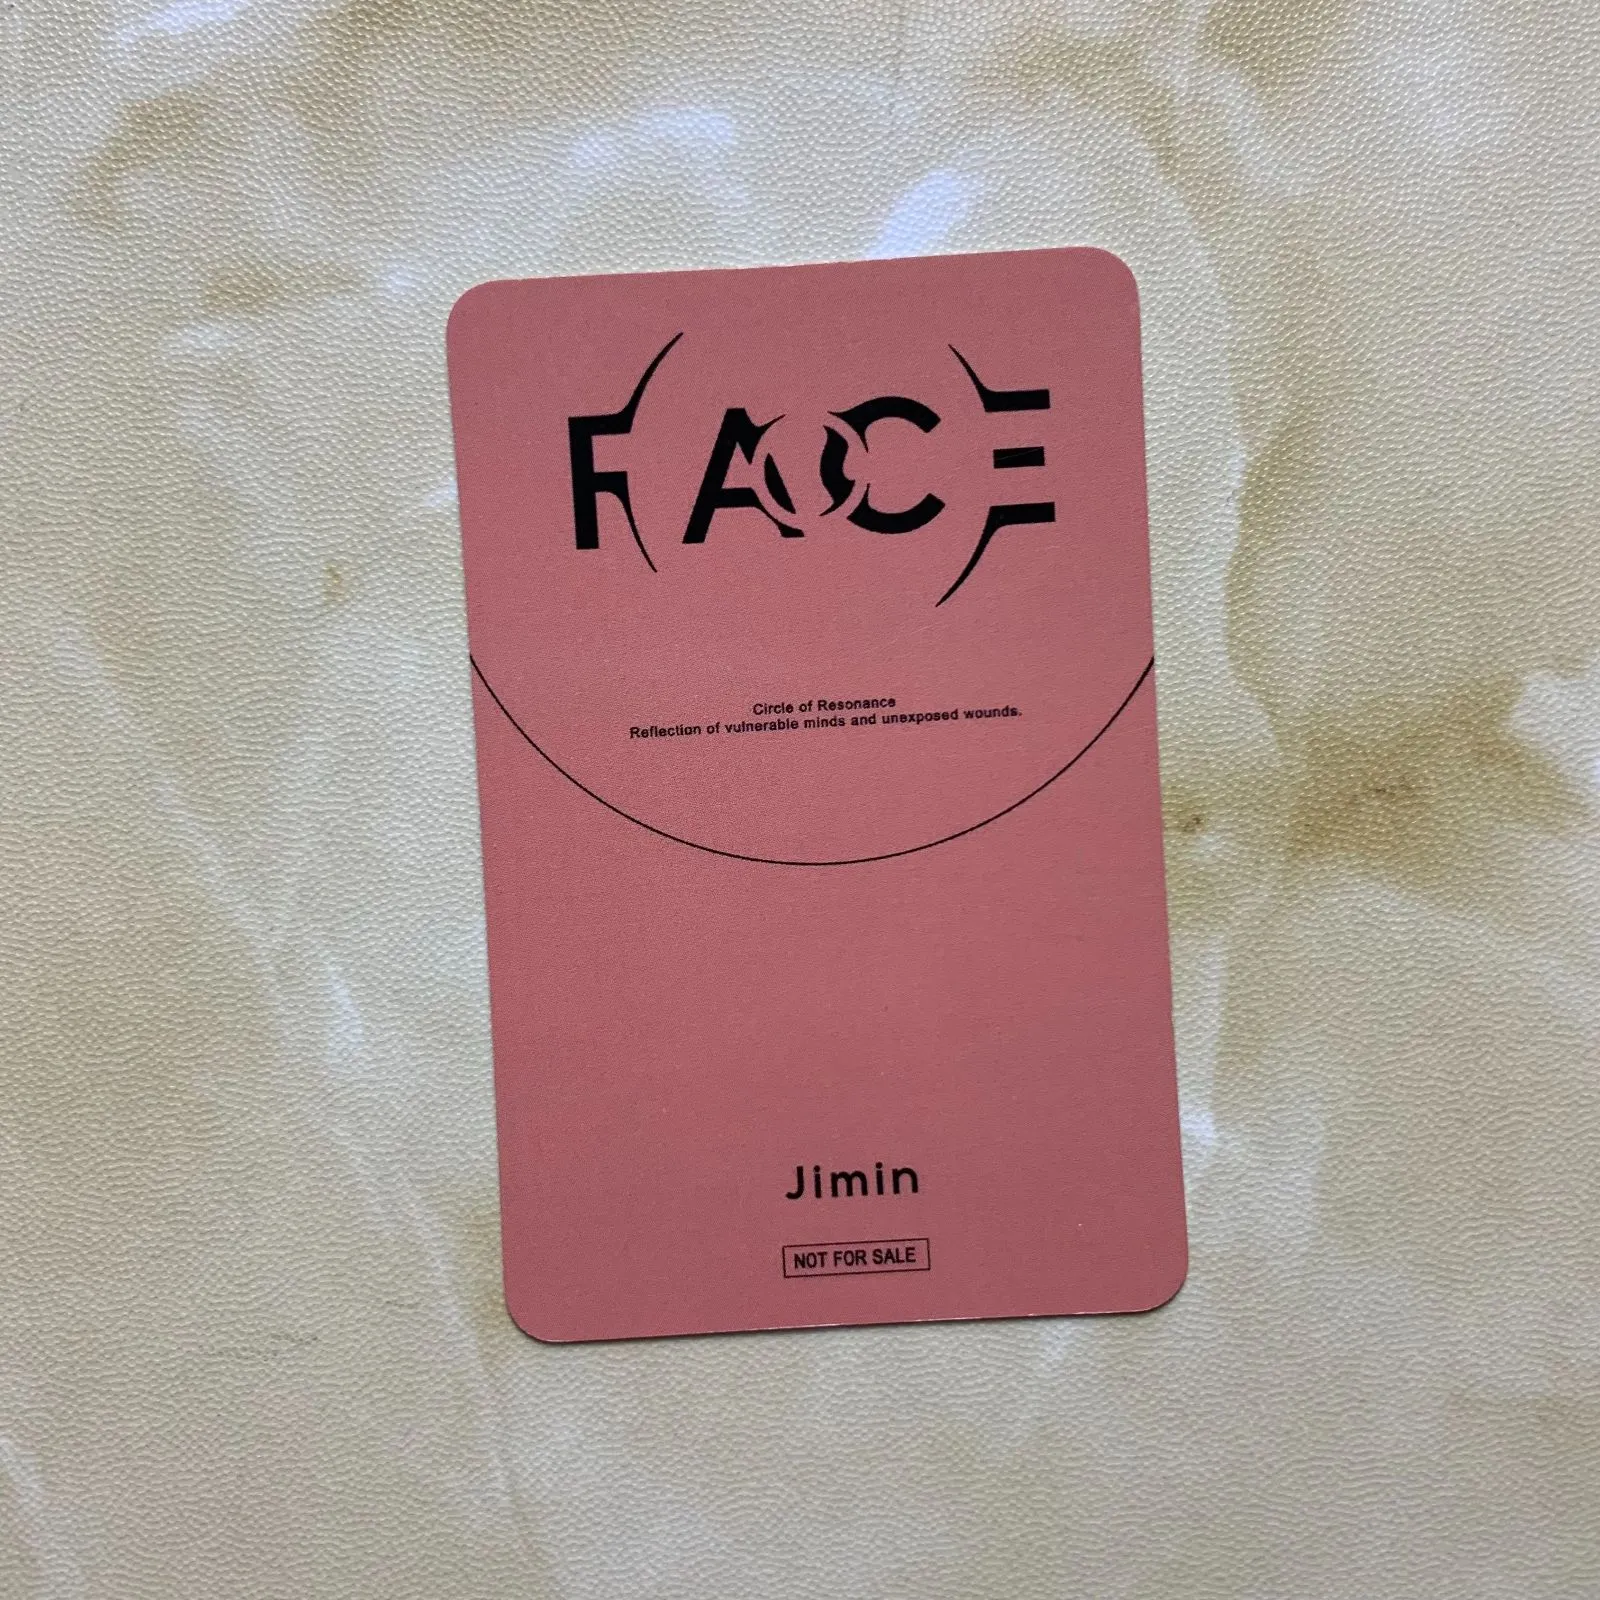 FACE
Circle of Resonance
Reflection of vulnerable minds and unexposed wounds.
Jimin
NOT FOR SALE